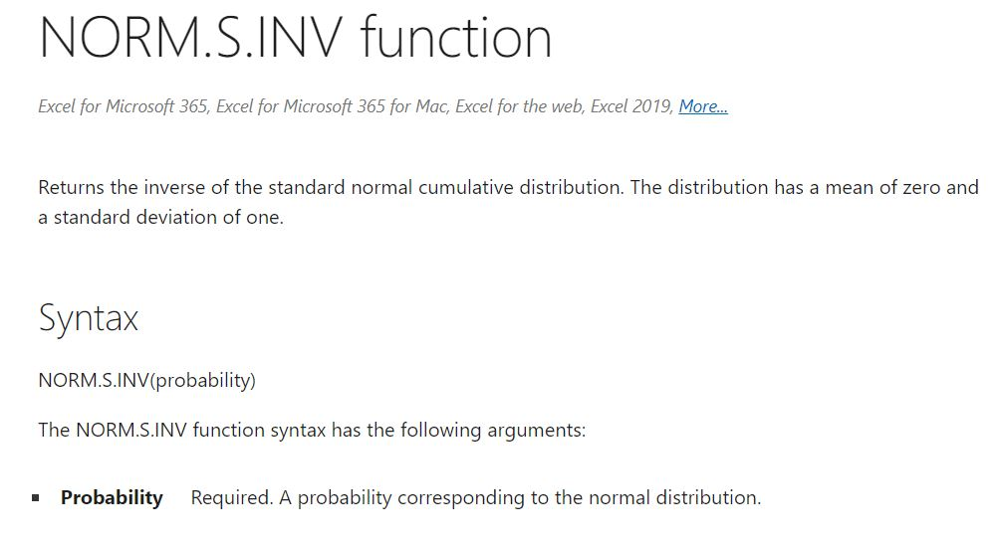 NORM.S.INV function
Excel for Microsoft 365, Excel for Microsoft 365 for Mac, Excel for the web, Excel 2019, More...
Returns the inverse of the standard normal cumulative distribution. The distribution has a mean of zero and
a standard deviation of one.
Syntax
NORM.S.INV(probability)
The NORM.S.INV function syntax has the following arguments:
▪ Probability Required. A probability corresponding to the normal distribution.